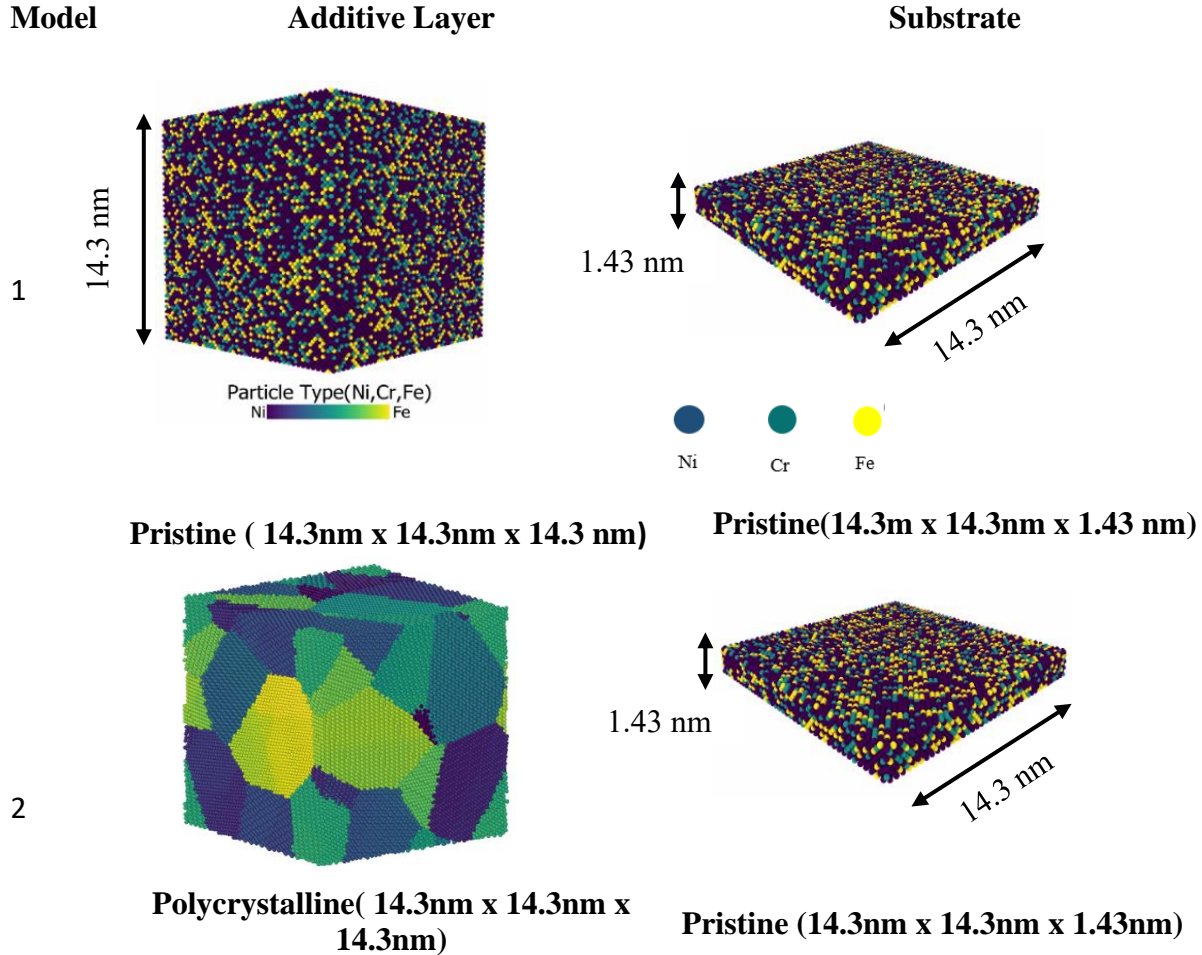 Model Additive Layer Substrate
14.3 nm
1.43 nm
14.3 nm
1
Particle Type(Ni,Cr,Fe)
Ni Fe
Ni Cr Fe
Pristine ( 14.3nm x 14.3nm x 14.3 nm)
Pristine(14.3m x 14.3nm x 1.43 nm)
1.43 nm
14.3 nm
2
Polycrystalline( 14.3nm x 14.3nm x
14.3nm)
Pristine (14.3nm x 14.3nm x 1.43nm)